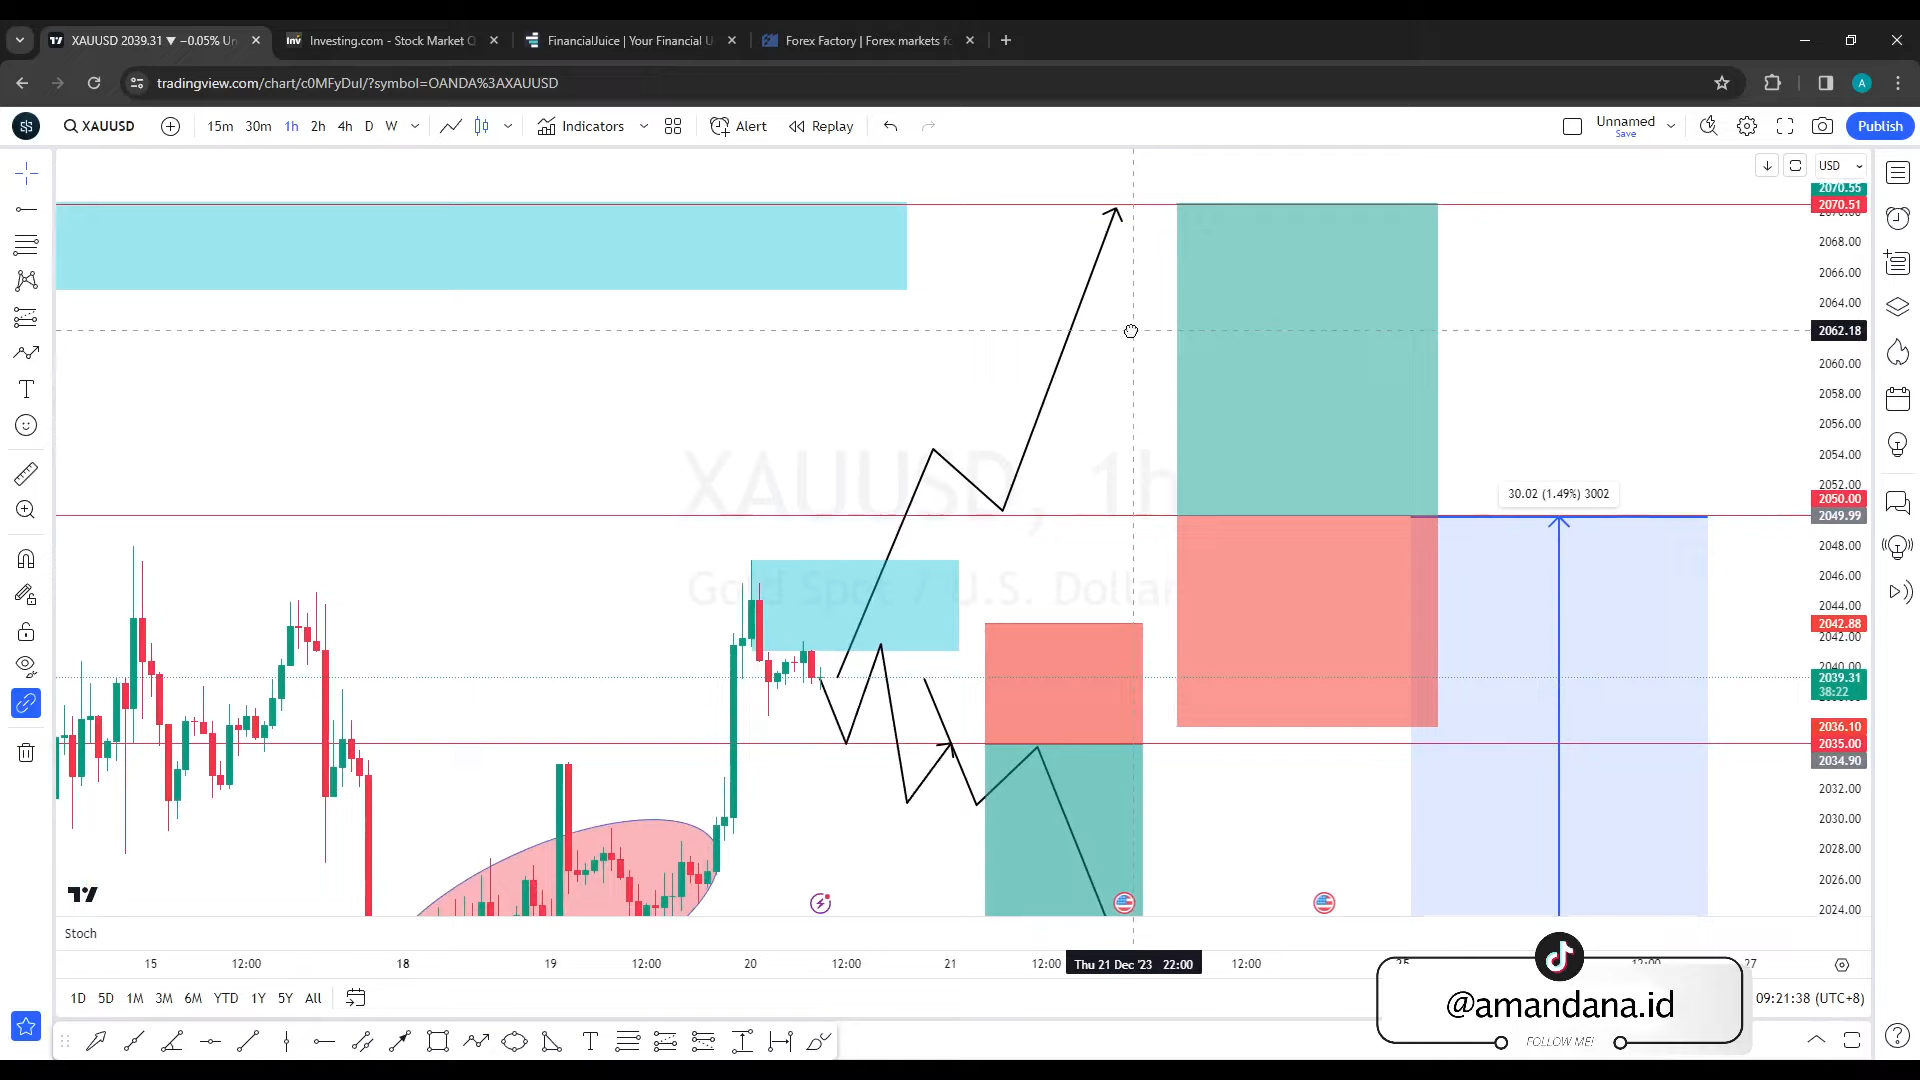 XAUUSD 2039.31 ▼ −0.05% Un
Investing.com - Stock Market Q
FinancialJuice | Your Financial U
Forex Factory | Forex markets fo
tradingview.com/chart/c0MFyDuI/?symbol=OANDA%3AXAUUSD
A
XAUUSD
15m 30m 1h 2h 4h D W
Indicators
Alert
Replay
Unnamed
Save
Publish
USD
2070.55
2070.51
2068.00
2066.00
2064.00
2062.18
2060.00
2058.00
2056.00
2054.00
2052.00
2050.00
2049.99
2048.00
2046.00
2044.00
2042.88
2042.00
2040.00
2039.31
38:22
2036.10
2035.00
2034.90
2032.00
2030.00
2028.00
2026.00
2024.00
XAUUSD, 1h
Gold Spot / U.S. Dollar
30.02 (1.49%) 3002
Stoch
15 12:00 18 19 12:00 20 12:00 21 12:00 Thu 21 Dec '23 22:00 12:00 12:00 27
1D 5D 1M 3M 6M YTD 1Y 5Y All
09:21:38 (UTC+8)
@amandana.id
FOLLOW ME!